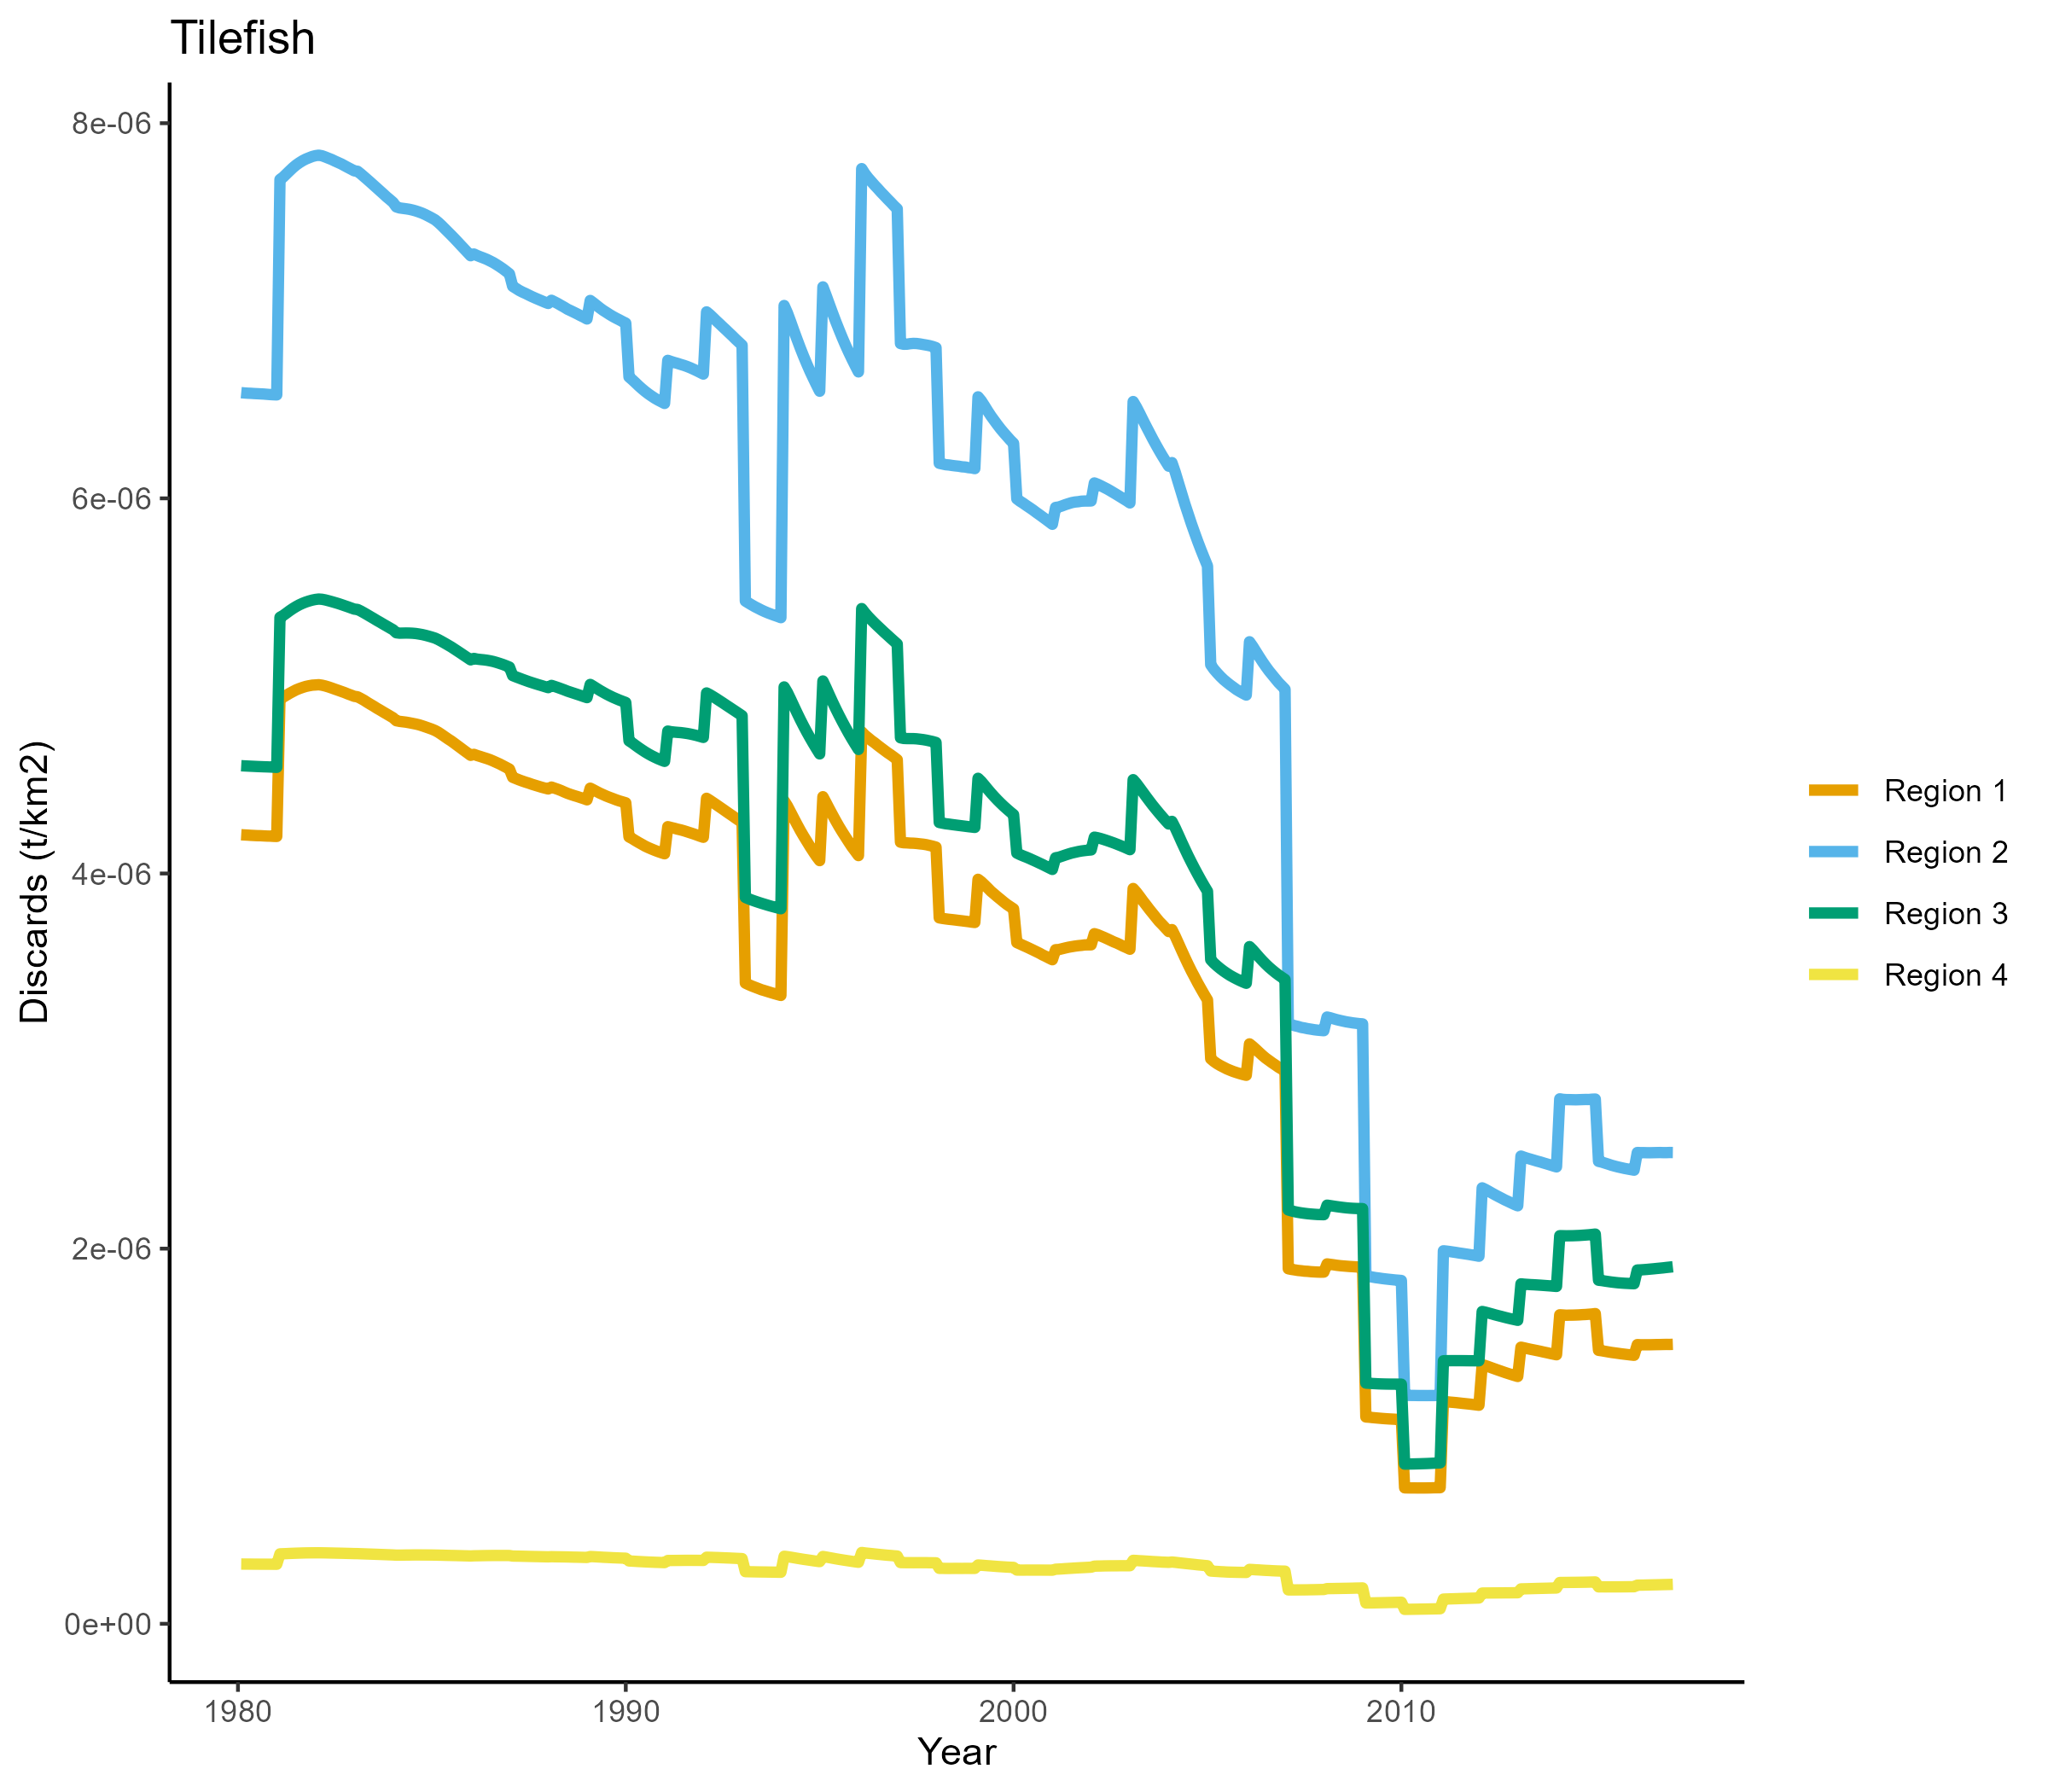 Tilefish
8e-06
6e-06
4e-06
2e-06
0e+00
Discards (t/km2)
1980
1990
2000
2010
Year
Region 1
Region 2
Region 3
Region 4